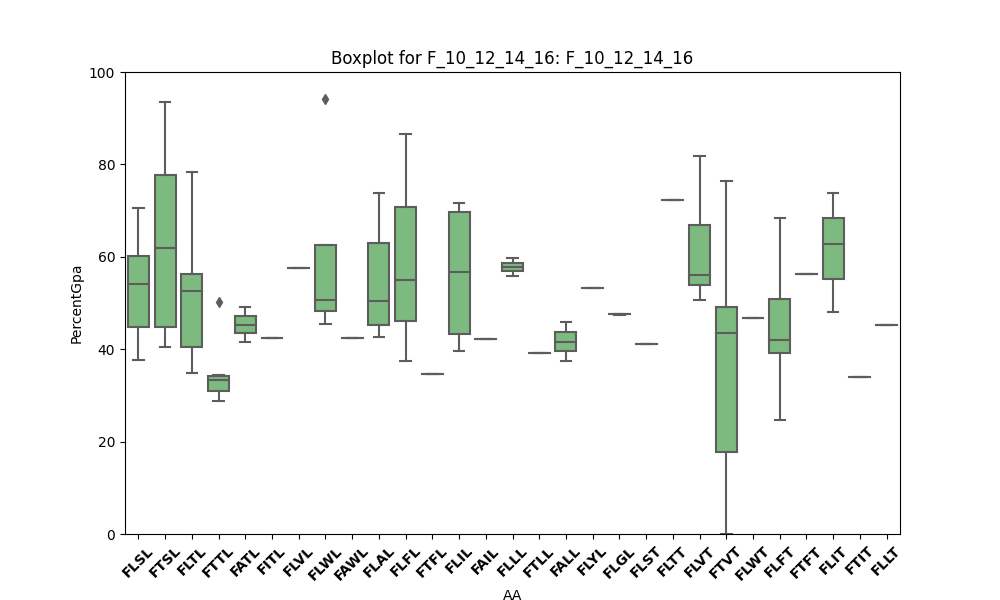 Boxplot for F_10_12_14_16: F_10_12_14_16
100
80
60
40
20
0
PercentGpa
FLSL FTSL FLTL FTTL FATL FITL FLVL FLWL FAWL FLAL FLFL FTFL FLIL FAIL FLLL FTLL FALL FLYL FLGL FLST FLTT FLVT FTVT FLWT FLFT FTFT FLIT FTIT FLLT
AA